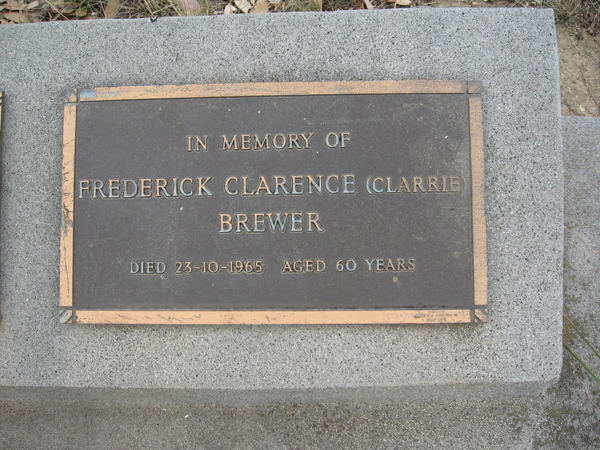 IN MEMORY OF
FREDERICK CLARENCE (CLARRIE)
BREWER
DIED 23-10-1965 AGED 60 YEARS